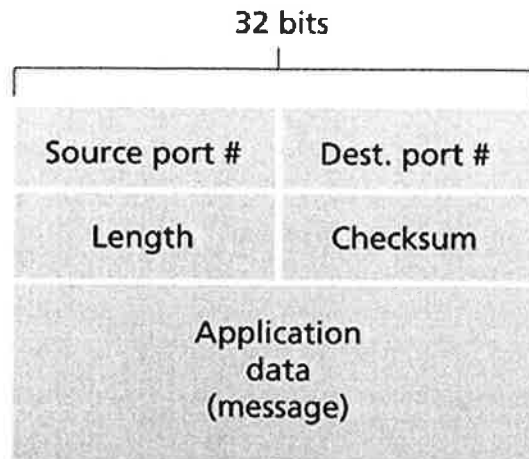 32 bits
Source port #
Dest. port #
Length
Checksum
Application
data
(message)